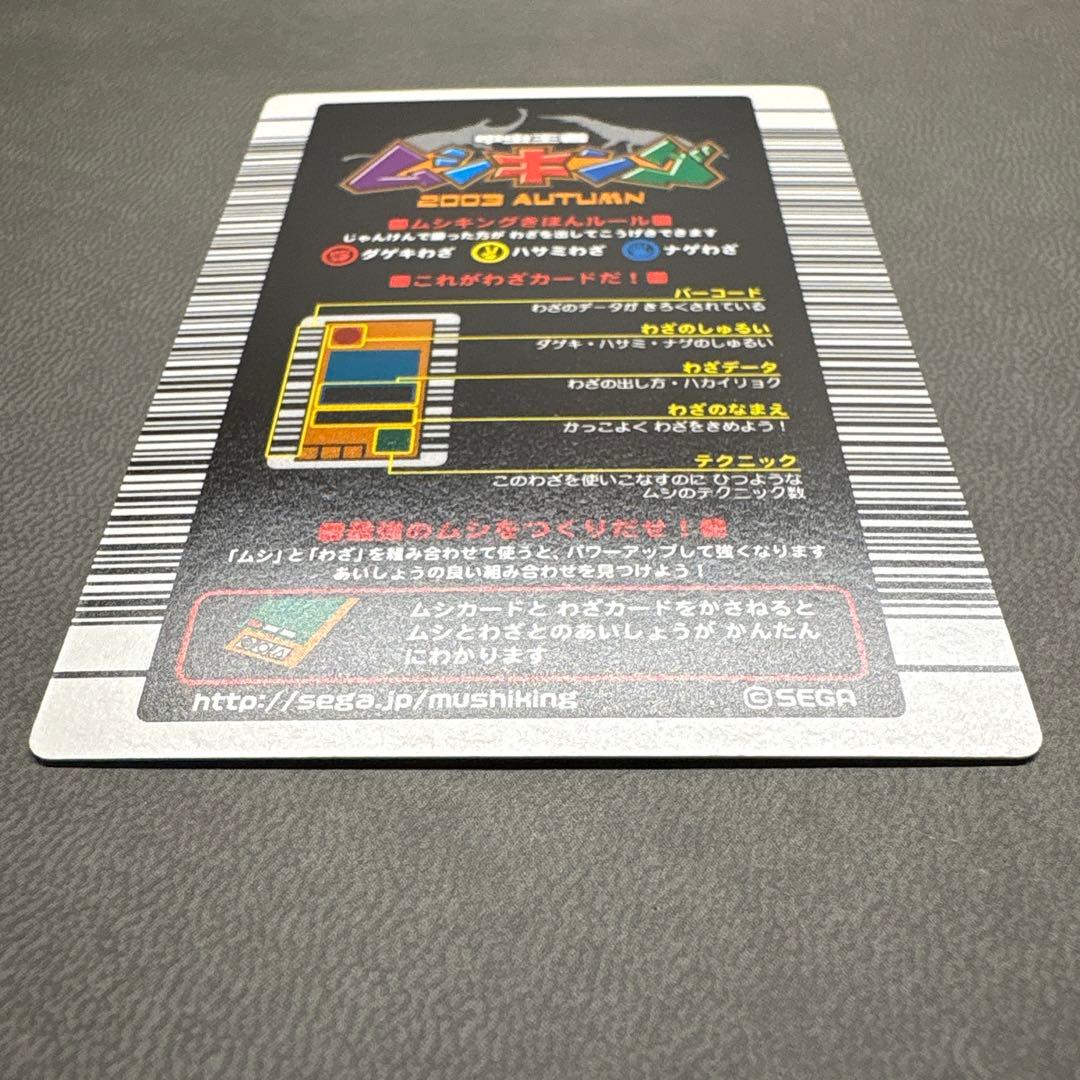 甲虫王者
ムシキング
2003 AUTUMN
ムシキングきほんルール
じゃんけんで勝った方が わざを出してこうげきできます
ダゲキわざ ハサミわざ ナゲわざ
これがわざカードだ！
バーコード
わざのデータが きろくされている
わざのしゅるい
ダゲキ・ハサミ・ナゲのしゅるい
わざデータ
わざの出し方・ハカイリョク
わざのなまえ
かっこよく わざをきめよう！
テクニック
このわざを使いこなすのに ひつような
ムシのテクニック数
最強のムシをつくりだせ！
「ムシ」と「わざ」を組み合わせて使うと、パワーアップして強くなります
あいしょうの良い組み合わせを見つけよう！
ムシカードと わざカードをかさねると
ムシとわざとのあいしょうが かんたん
にわかります
http://sega.jp/mushiking
©SEGA